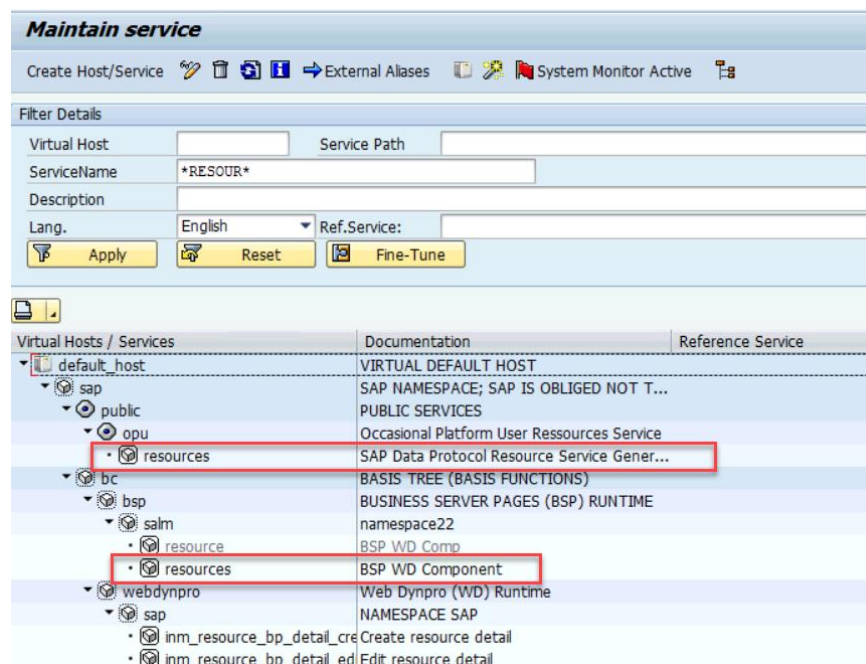 Maintain service
Create Host/Service External Aliases System Monitor Active
Filter Details
Virtual Host Service Path
ServiceName *RESOUR*
Description
Lang. English Ref.Service:
Apply Reset Fine-Tune
Virtual Hosts / Services Documentation Reference Service
default_host VIRTUAL DEFAULT HOST
sap SAP NAMESPACE; SAP IS OBLIGED NOT T...
public PUBLIC SERVICES
opu Occasional Platform User Ressources Service
resources SAP Data Protocol Resource Service Gener...
bc BASIS TREE (BASIS FUNCTIONS)
bsp BUSINESS SERVER PAGES (BSP) RUNTIME
salm namespace22
resource BSP WD Comp
resources BSP WD Component
webdynpro Web Dynpro (WD) Runtime
sap NAMESPACE SAP
inm_resource_bp_detail_cre Create resource detail
inm_resource_bp_detail_ed Edit resource detail